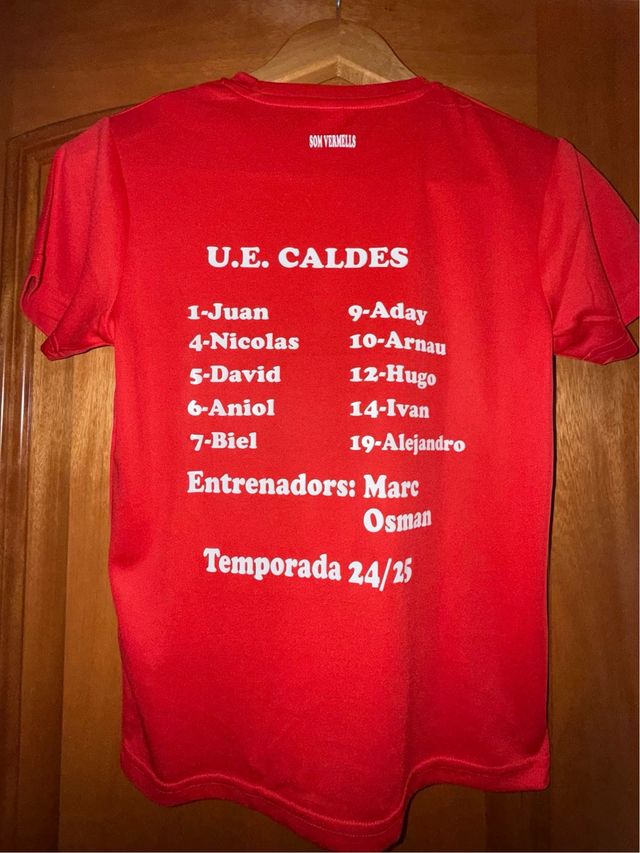 SOM VERMELLS
U.E. CALDES
1-Juan
4-Nicolas
5-David
6-Aniol
7-Biel
9-Aday
10-Arnau
12-Hugo
14-Ivan
19-Alejandro
Entrenadors: Marc
Osman
Temporada 24/25